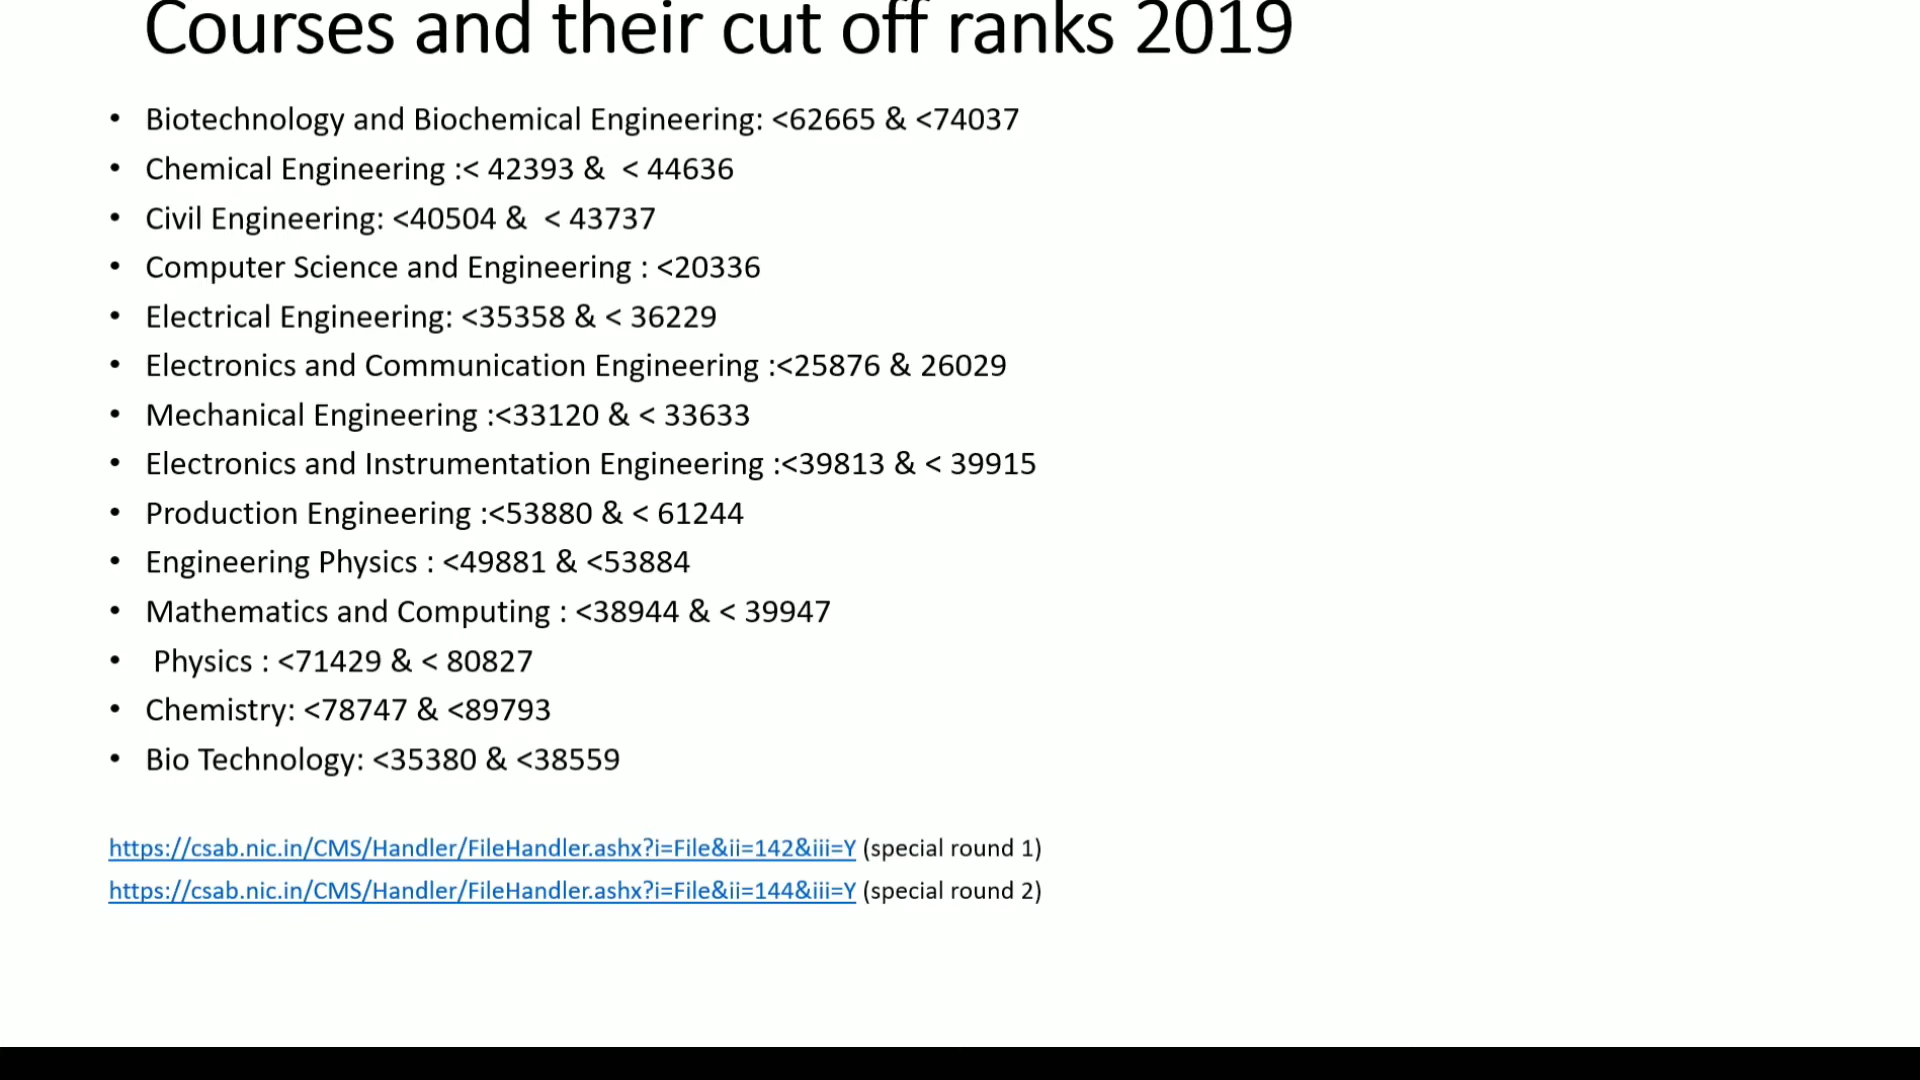 Courses and their cut off ranks 2019
• Biotechnology and Biochemical Engineering: <62665 & <74037
• Chemical Engineering :< 42393 &  < 44636
• Civil Engineering: <40504 &  < 43737
• Computer Science and Engineering : <20336
• Electrical Engineering: <35358 & < 36229
• Electronics and Communication Engineering :<25876 & 26029
• Mechanical Engineering :<33120 & < 33633
• Electronics and Instrumentation Engineering :<39813 & < 39915
• Production Engineering :<53880 & < 61244
• Engineering Physics : <49881 & <53884
• Mathematics and Computing : <38944 & < 39947
• Physics : <71429 & < 80827
• Chemistry: <78747 & <89793
• Bio Technology: <35380 & <38559
https://csab.nic.in/CMS/Handler/FileHandler.ashx?i=File&ii=142&iii=Y (special round 1)
https://csab.nic.in/CMS/Handler/FileHandler.ashx?i=File&ii=144&iii=Y (special round 2)